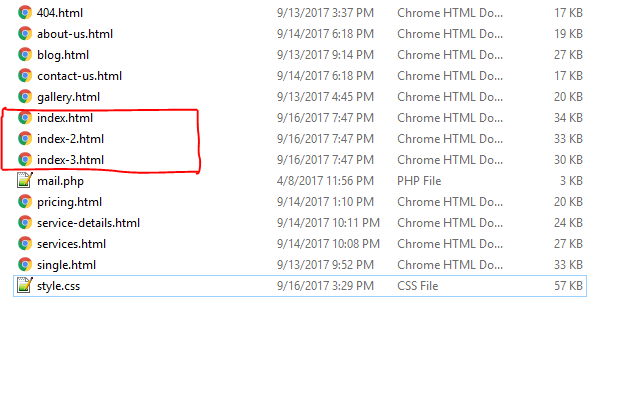 404.html 9/13/2017 3:37 PM Chrome HTML Do... 17 KB
about-us.html 9/14/2017 6:18 PM Chrome HTML Do... 19 KB
blog.html 9/13/2017 9:14 PM Chrome HTML Do... 27 KB
contact-us.html 9/14/2017 6:18 PM Chrome HTML Do... 17 KB
gallery.html 9/13/2017 4:45 PM Chrome HTML Do... 20 KB
index.html 9/16/2017 7:47 PM Chrome HTML Do... 34 KB
index-2.html 9/16/2017 7:47 PM Chrome HTML Do... 33 KB
index-3.html 9/16/2017 7:47 PM Chrome HTML Do... 30 KB
mail.php 4/8/2017 11:56 PM PHP File 3 KB
pricing.html 9/14/2017 1:10 PM Chrome HTML Do... 20 KB
service-details.html 9/14/2017 10:11 PM Chrome HTML Do... 24 KB
services.html 9/14/2017 10:08 PM Chrome HTML Do... 27 KB
single.html 9/13/2017 9:52 PM Chrome HTML Do... 33 KB
style.css 9/16/2017 3:29 PM CSS File 57 KB